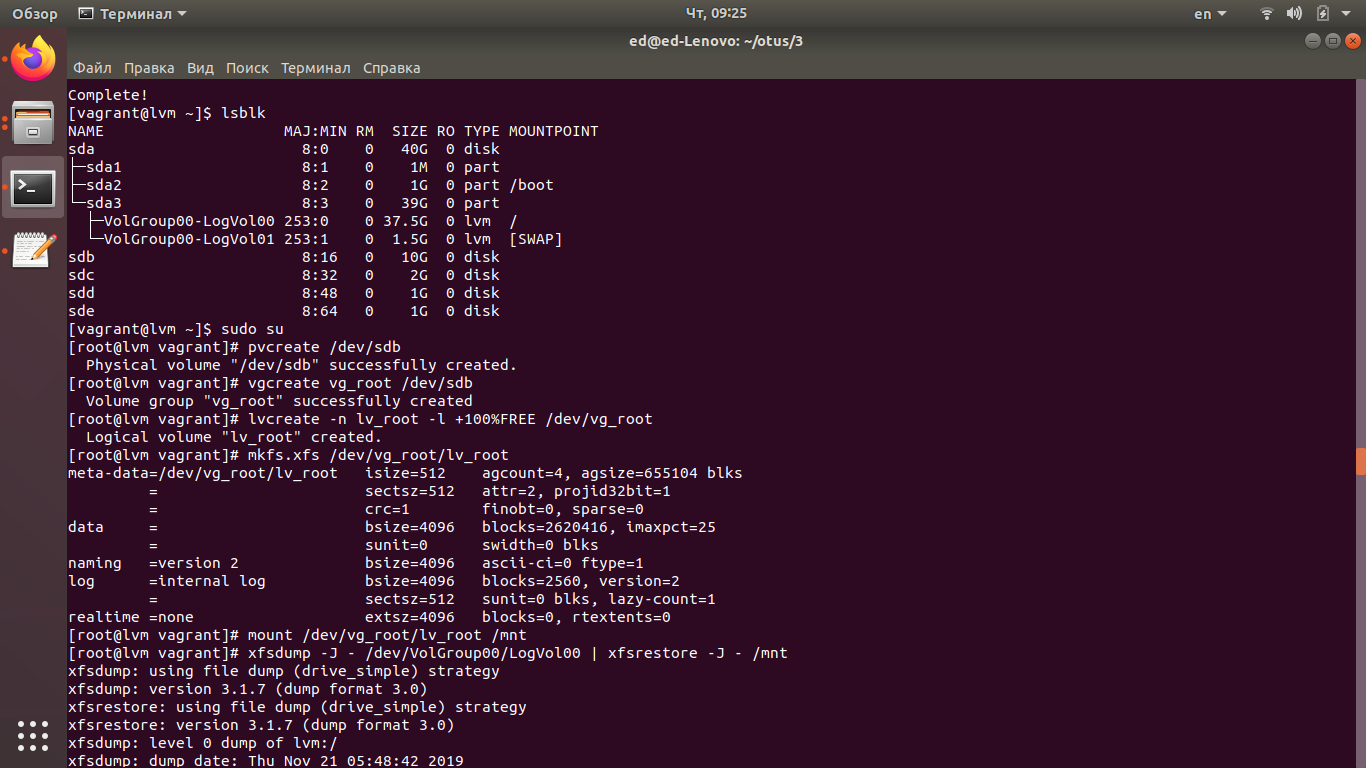 Обзор Терминал Чт, 09:25 en
ed@ed-Lenovo: ~/otus/3
Файл Правка Вид Поиск Терминал Справка
Complete!
[vagrant@lvm ~]$ lsblk
NAME                    MAJ:MIN RM  SIZE RO TYPE MOUNTPOINT
sda                       8:0    0   40G  0 disk
├─sda1                    8:1    0    1M  0 part
├─sda2                    8:2    0    1G  0 part /boot
└─sda3                    8:3    0   39G  0 part
  ├─VolGroup00-LogVol00 253:0    0 37.5G  0 lvm  /
  └─VolGroup00-LogVol01 253:1    0  1.5G  0 lvm  [SWAP]
sdb                       8:16   0   10G  0 disk
sdc                       8:32   0    2G  0 disk
sdd                       8:48   0    1G  0 disk
sde                       8:64   0    1G  0 disk
[vagrant@lvm ~]$ sudo su
[root@lvm vagrant]# pvcreate /dev/sdb
  Physical volume "/dev/sdb" successfully created.
[root@lvm vagrant]# vgcreate vg_root /dev/sdb
  Volume group "vg_root" successfully created
[root@lvm vagrant]# lvcreate -n lv_root -l +100%FREE /dev/vg_root
  Logical volume "lv_root" created.
[root@lvm vagrant]# mkfs.xfs /dev/vg_root/lv_root
meta-data=/dev/vg_root/lv_root   isize=512    agcount=4, agsize=655104 blks
         =                       sectsz=512   attr=2, projid32bit=1
         =                       crc=1        finobt=0, sparse=0
data     =                       bsize=4096   blocks=2620416, imaxpct=25
         =                       sunit=0      swidth=0 blks
naming   =version 2              bsize=4096   ascii-ci=0 ftype=1
log      =internal log           bsize=4096   blocks=2560, version=2
         =                       sectsz=512   sunit=0 blks, lazy-count=1
realtime =none                   extsz=4096   blocks=0, rtextents=0
[root@lvm vagrant]# mount /dev/vg_root/lv_root /mnt
[root@lvm vagrant]# xfsdump -J - /dev/VolGroup00/LogVol00 | xfsrestore -J - /mnt
xfsdump: using file dump (drive_simple) strategy
xfsdump: version 3.1.7 (dump format 3.0)
xfsrestore: using file dump (drive_simple) strategy
xfsrestore: version 3.1.7 (dump format 3.0)
xfsdump: level 0 dump of lvm:/
xfsdump: dump date: Thu Nov 21 05:48:42 2019